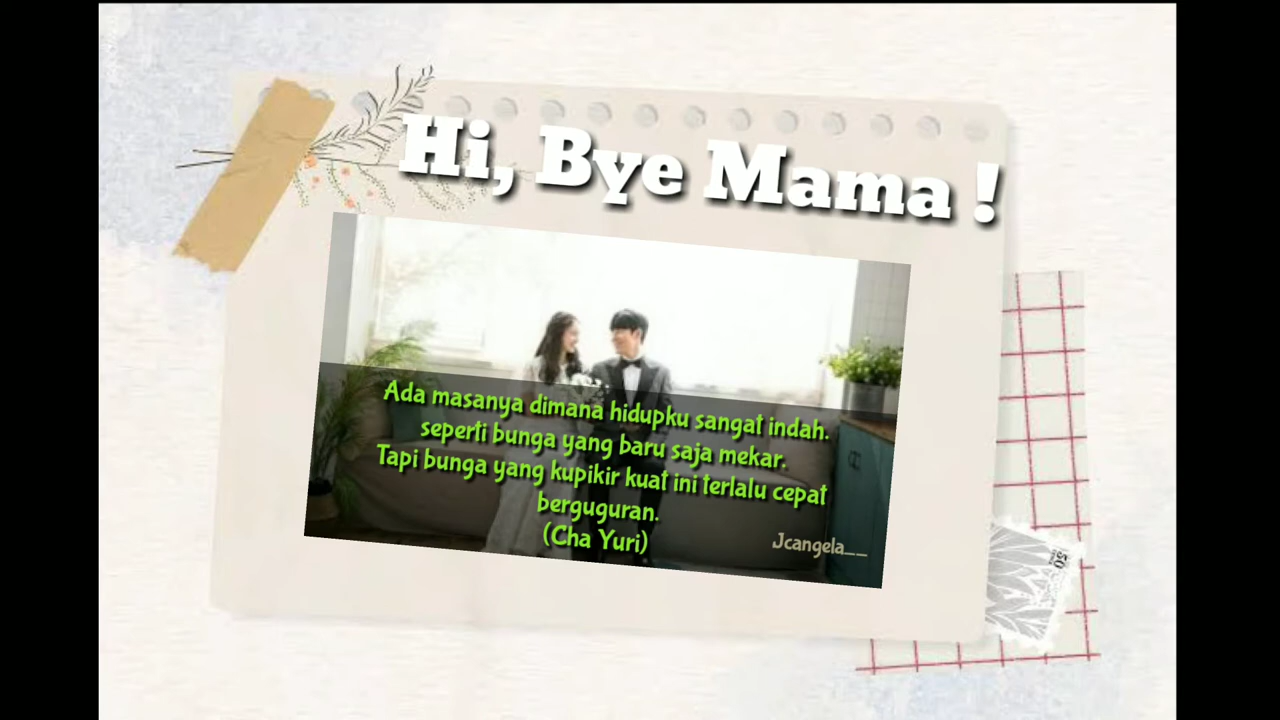 Hi, Bye Mama !
Ada masanya dimana hidupku sangat indah.
seperti bunga yang baru saja mekar.
Tapi bunga yang kupikir kuat ini terlalu cepat
berguguran.
(Cha Yuri)
Jcangela__
50